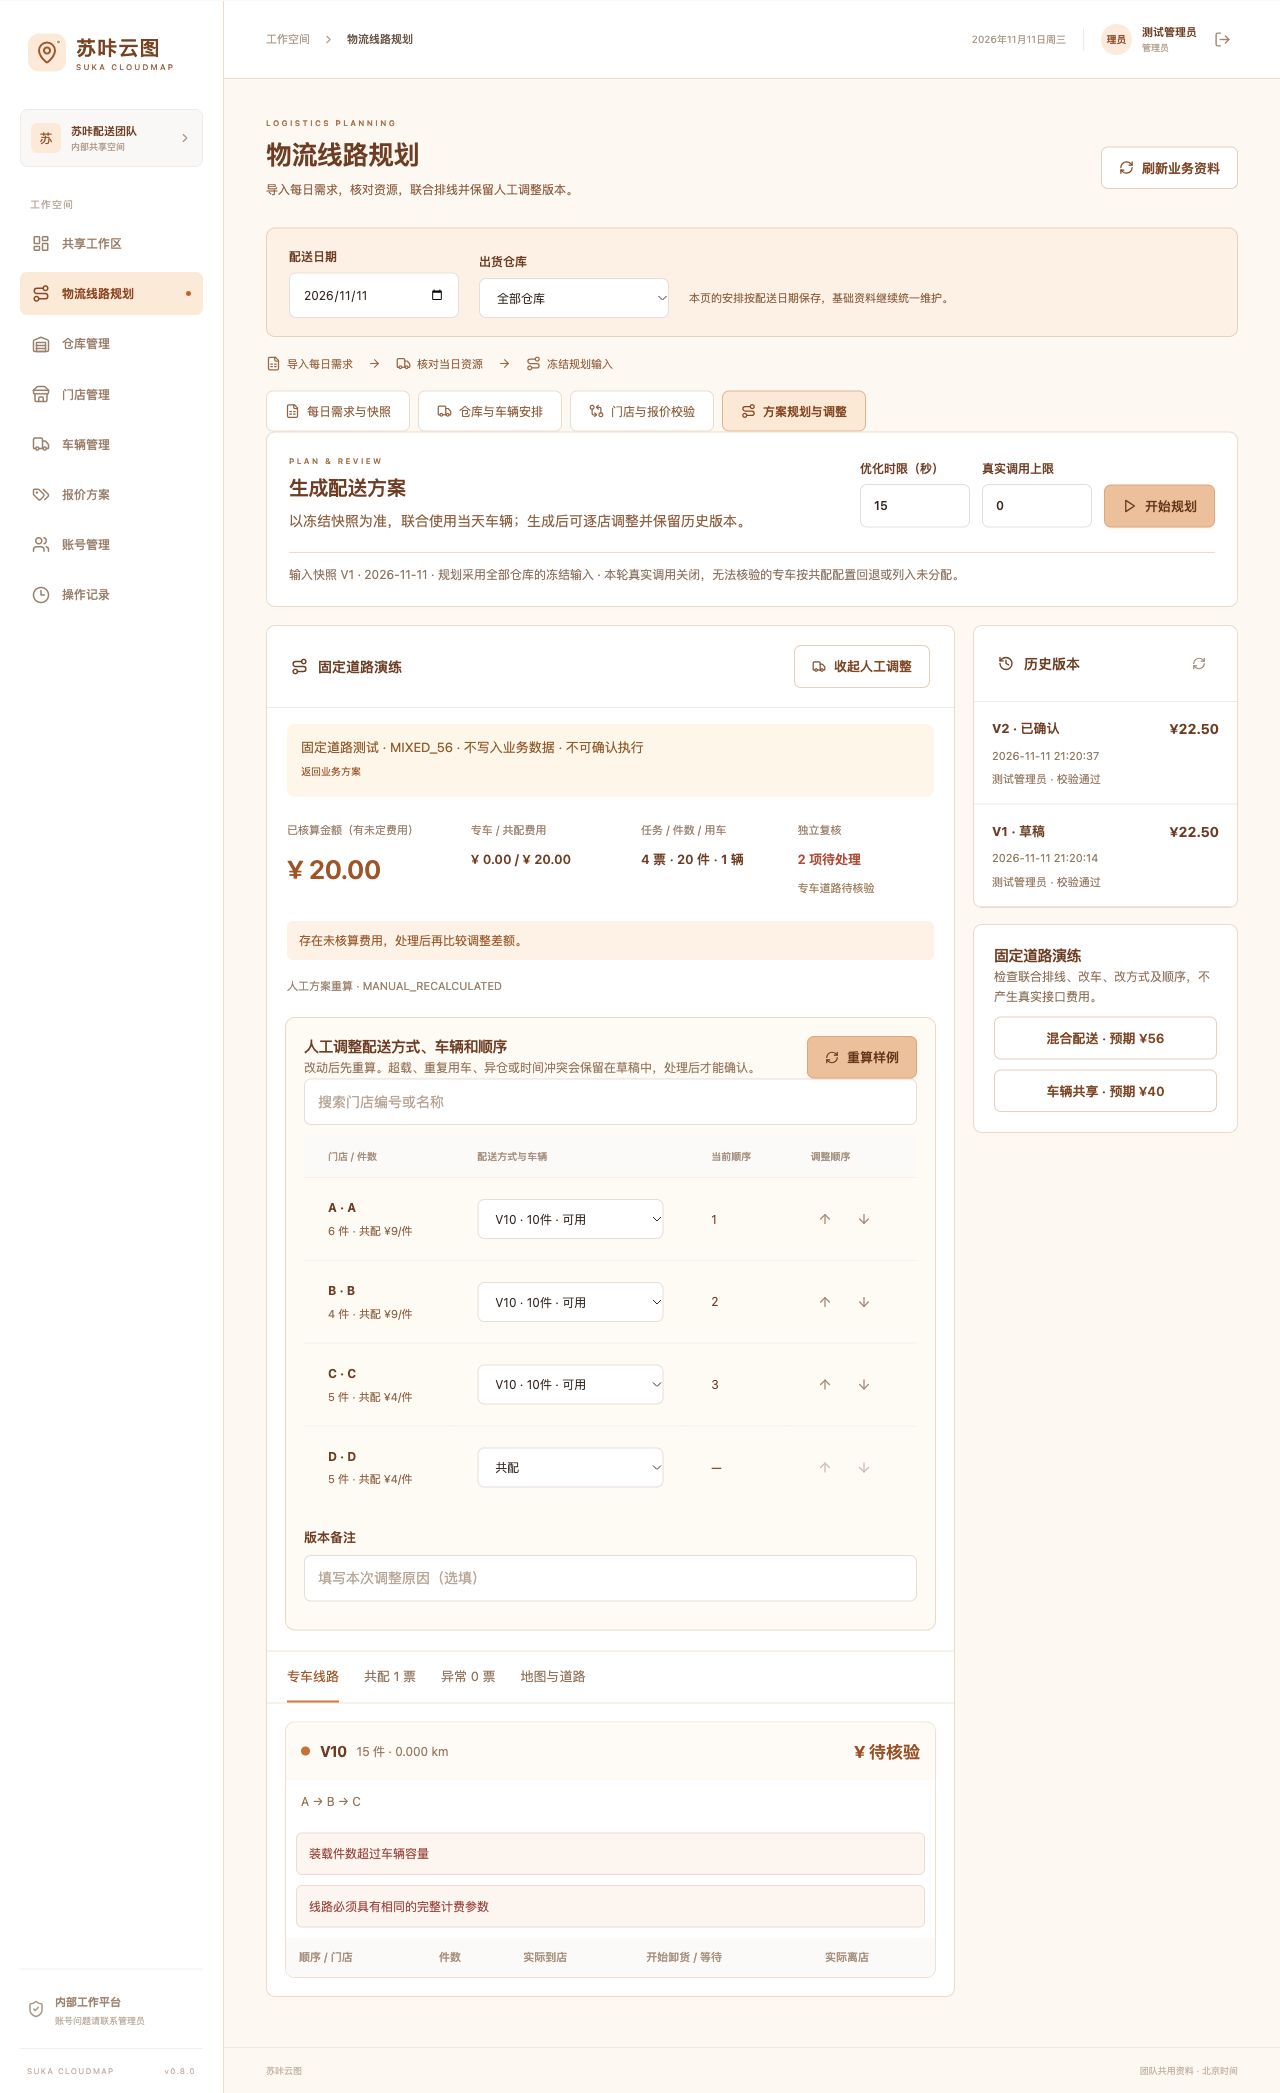 苏咔云图
SUKA CLOUDMAP
苏
苏咔配送团队
内部共享空间
工作空间
共享工作区
物流线路规划
仓库管理
门店管理
车辆管理
报价方案
账号管理
操作记录
内部工作平台
账号问题请联系管理员
SUKA CLOUDMAP v0.8.0
工作空间 物流线路规划
2026年11月11日周三
理员
测试管理员
管理员
LOGISTICS PLANNING
物流线路规划
导入每日需求，核对资源，联合排线并保留人工调整版本。
刷新业务资料
配送日期
2026/11/11
出货仓库
全部仓库
本页的安排按配送日期保存，基础资料继续统一维护。
导入每日需求 → 核对当日资源 → 冻结规划输入
每日需求与快照
仓库与车辆安排
门店与报价校验
方案规划与调整
PLAN & REVIEW
生成配送方案
以冻结快照为准，联合使用当天车辆；生成后可逐店调整并保留历史版本。
优化时限（秒）
15
真实调用上限
0
开始规划
输入快照 V1 · 2026-11-11 · 规划采用全部仓库的冻结输入 · 本轮真实调用关闭，无法核验的专车按共配配置回退或列入未分配。
固定道路演练
收起人工调整
固定道路测试 · MIXED_56 · 不写入业务数据 · 不可确认执行
返回业务方案
已核算金额（有未定费用）
¥ 20.00
专车 / 共配费用
¥ 0.00 / ¥ 20.00
任务 / 件数 / 用车
4 票 · 20 件 · 1 辆
独立复核
2 项待处理
专车道路待核验
存在未核算费用，处理后再比较调整差额。
人工方案重算 · MANUAL_RECALCULATED
人工调整配送方式、车辆和顺序
改动后先重算。超载、重复用车、异仓或时间冲突会保留在草稿中，处理后才能确认。
重算样例
搜索门店编号或名称
门店 / 件数 配送方式与车辆 当前顺序 调整顺序
A · A
6 件 · 共配 ¥9/件
V10 · 10件 · 可用
1
↑ ↓
B · B
4 件 · 共配 ¥9/件
V10 · 10件 · 可用
2
↑ ↓
C · C
5 件 · 共配 ¥4/件
V10 · 10件 · 可用
3
↑ ↓
D · D
5 件 · 共配 ¥4/件
共配
—
↑ ↓
版本备注
填写本次调整原因（选填）
专车线路 共配 1 票 异常 0 票 地图与道路
V10 15 件 · 0.000 km
¥ 待核验
A → B → C
装载件数超过车辆容量
线路必须具有相同的完整计费参数
顺序 / 门店 件数 实际到店 开始卸货 / 等待 实际离店
历史版本
V2 · 已确认 ¥22.50
2026-11-11 21:20:37
测试管理员 · 校验通过
V1 · 草稿 ¥22.50
2026-11-11 21:20:14
测试管理员 · 校验通过
固定道路演练
检查联合排线、改车、改方式及顺序，不
产生真实接口费用。
混合配送 · 预期 ¥56
车辆共享 · 预期 ¥40
苏咔云图
团队共用资料 · 北京时间